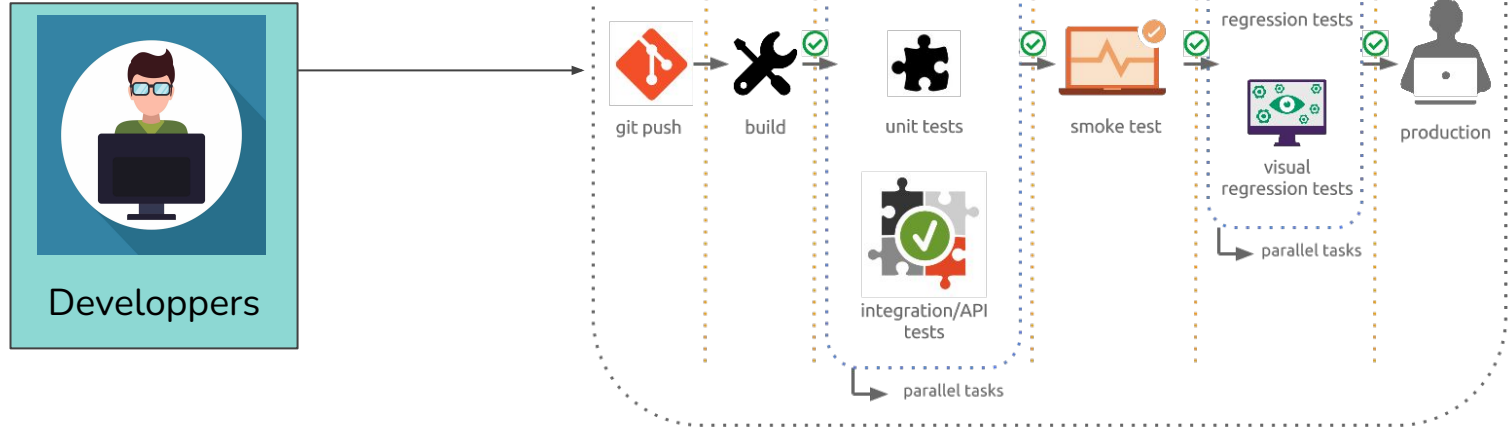 Developpers
git push
build
unit tests
integration/API
tests
parallel tasks
smoke test
regression tests
visual
regression tests
parallel tasks
production